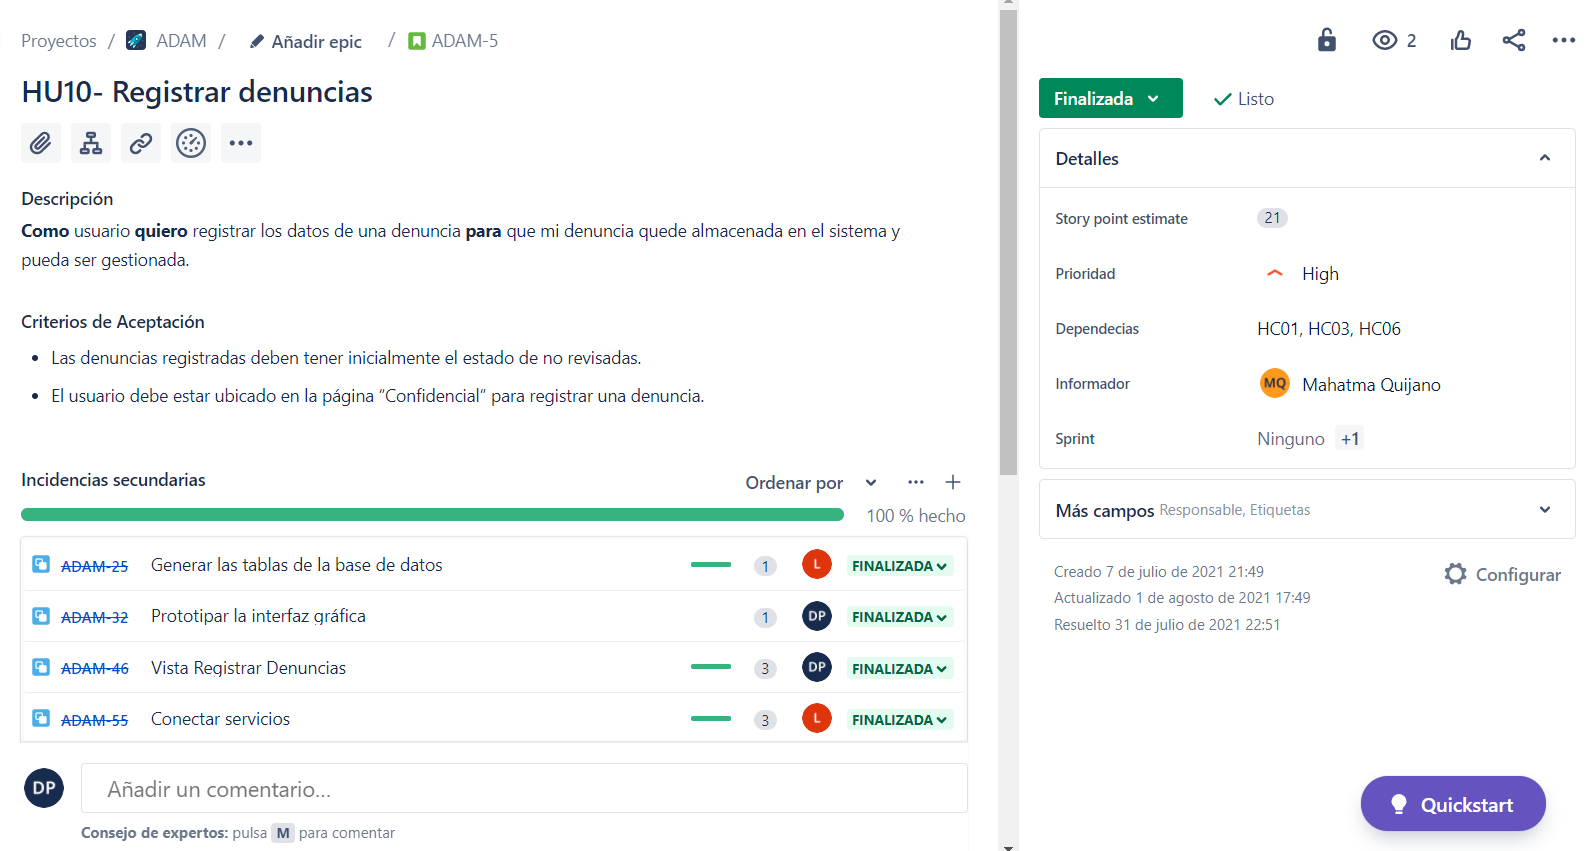 Proyectos / ADAM / Añadir epic / ADAM-5
HU10- Registrar denuncias
Descripción
Como usuario quiero registrar los datos de una denuncia para que mi denuncia quede almacenada en el sistema y
pueda ser gestionada.
Criterios de Aceptación
• Las denuncias registradas deben tener inicialmente el estado de no revisadas.
• El usuario debe estar ubicado en la página “Confidencial” para registrar una denuncia.
Incidencias secundarias
Ordenar por
100 % hecho
ADAM-25 Generar las tablas de la base de datos 1 L FINALIZADA
ADAM-32 Prototipar la interfaz gráfica 1 DP FINALIZADA
ADAM-46 Vista Registrar Denuncias 3 DP FINALIZADA
ADAM-55 Conectar servicios 3 L FINALIZADA
DP Añadir un comentario...
Consejo de expertos: pulsa M para comentar
2
Finalizada Listo
Detalles
Story point estimate 21
Prioridad High
Dependecias HC01, HC03, HC06
Informador MQ Mahatma Quijano
Sprint Ninguno +1
Más campos Responsable, Etiquetas
Creado 7 de julio de 2021 21:49
Configurar
Actualizado 1 de agosto de 2021 17:49
Resuelto 31 de julio de 2021 22:51
Quickstart